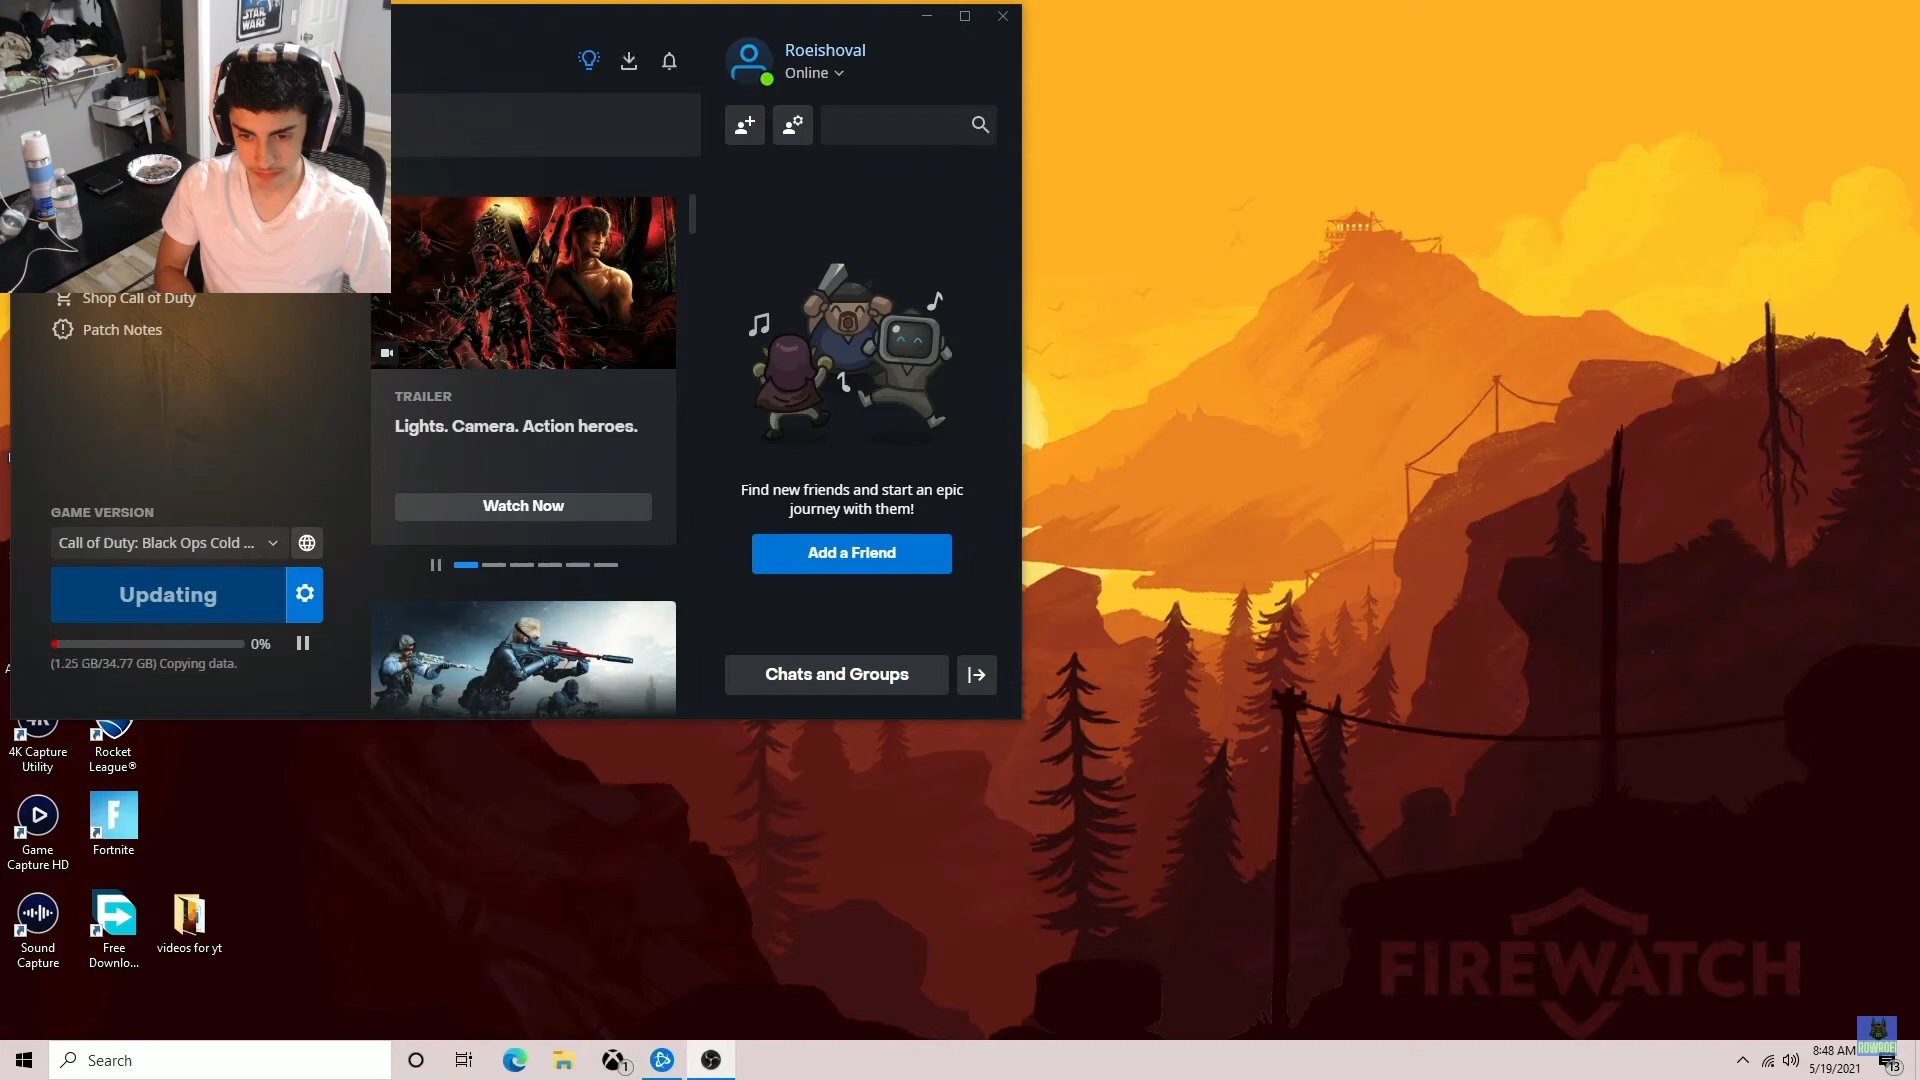 STAR
WARS
Roeishoval
Online
Shop Call of Duty
Patch Notes
TRAILER
Lights. Camera. Action heroes.
Watch Now
Find new friends and start an epic
journey with them!
Add a Friend
GAME VERSION
Call of Duty: Black Ops Cold ...
Updating
0%
(1.25 GB/34.77 GB) Copying data.
Chats and Groups
4K Capture
Utility
Rocket
League®
Game
Capture HD
Fortnite
Sound
Capture
Free
Downlo...
videos for yt
FIREWATCH
ROWROEI
Search
1
8:48 AM
5/19/2021
13